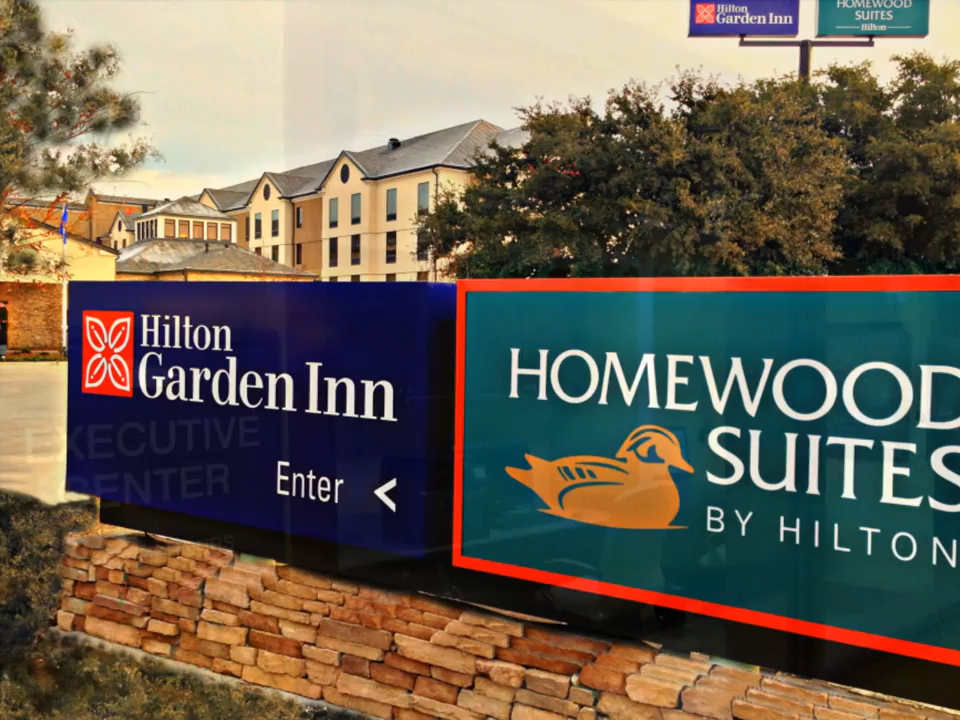 Hilton
Garden Inn
HOMEWOOD
SUITES
Hilton
Hilton
Garden Inn
EXECUTIVE
CENTER
Enter <
HOMEWOOD
SUITES
BY HILTON